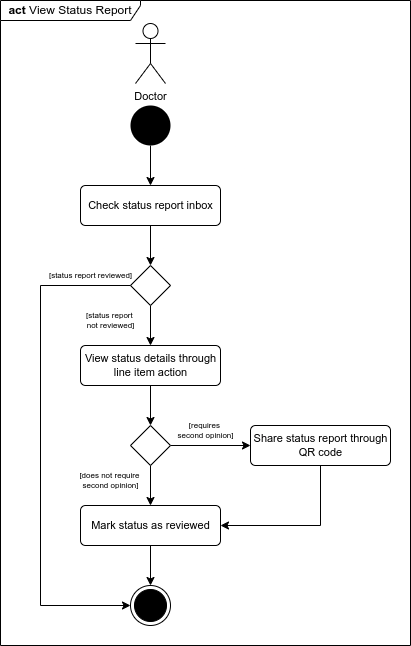 act View Status Report
Doctor
Check status report inbox
[status report reviewed]
[status report
not reviewed]
View status details through
line item action
[requires
second opinion]
Share status report through
QR code
[does not require
second opinion]
Mark status as reviewed